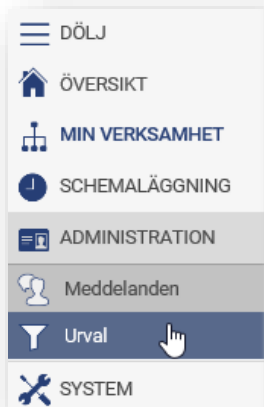 DÖLJ
ÖVERSIKT
MIN VERKSAMHET
SCHEMALÄGGNING
ADMINISTRATION
Meddelanden
Urval
SYSTEM